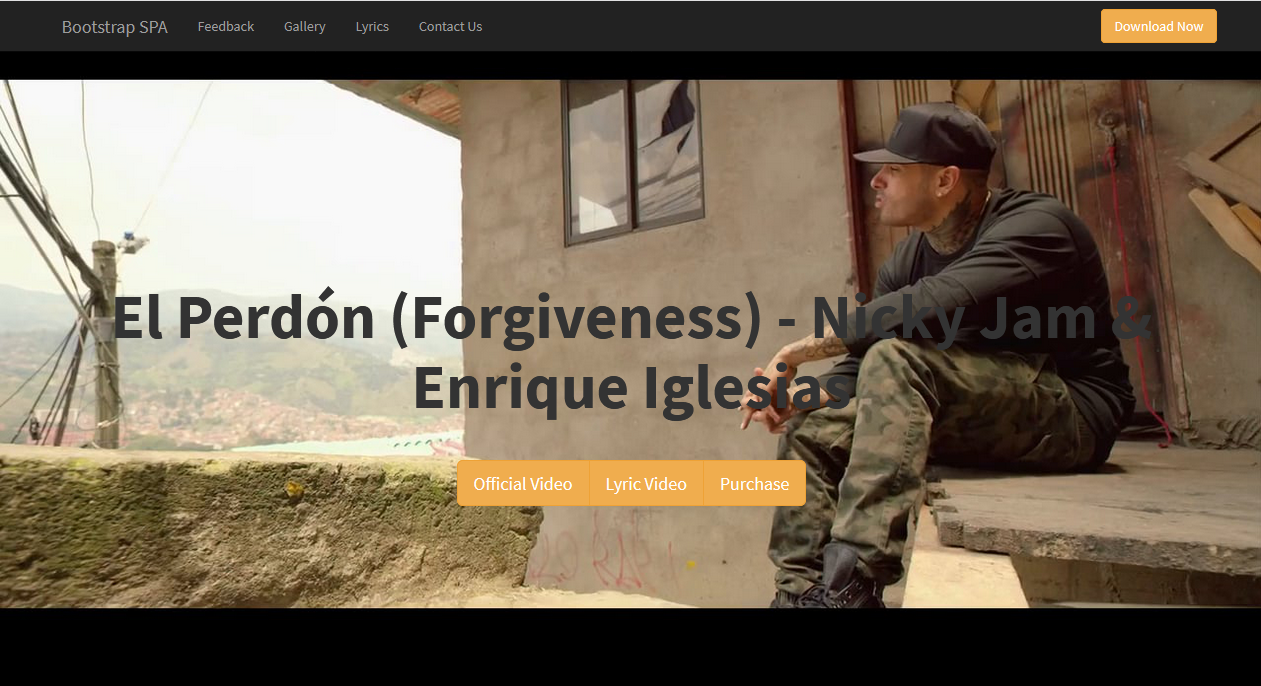 Bootstrap SPA Feedback Gallery Lyrics Contact Us Download Now
El Perdón (Forgiveness) - Nicky Jam &
Enrique Iglesias
Official Video Lyric Video Purchase